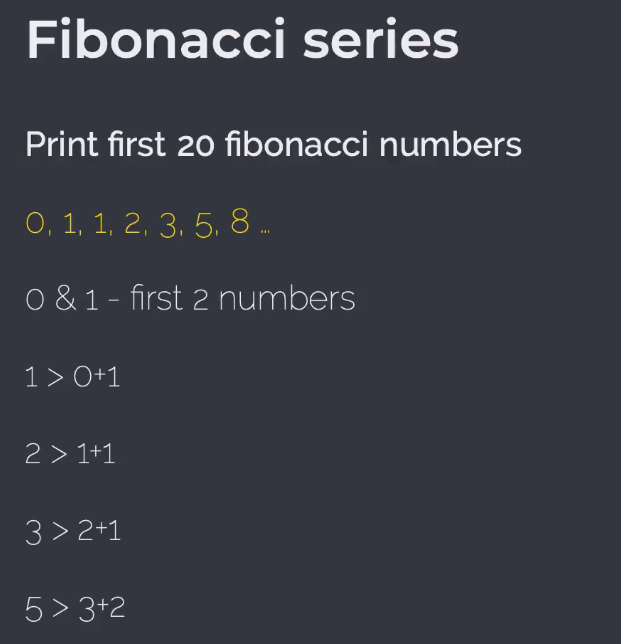 Fibonacci series
Print first 20 fibonacci numbers
0, 1, 1, 2, 3, 5, 8 ...
0 & 1 - first 2 numbers
1 > 0+1
2 > 1+1
3 > 2+1
5 > 3+2